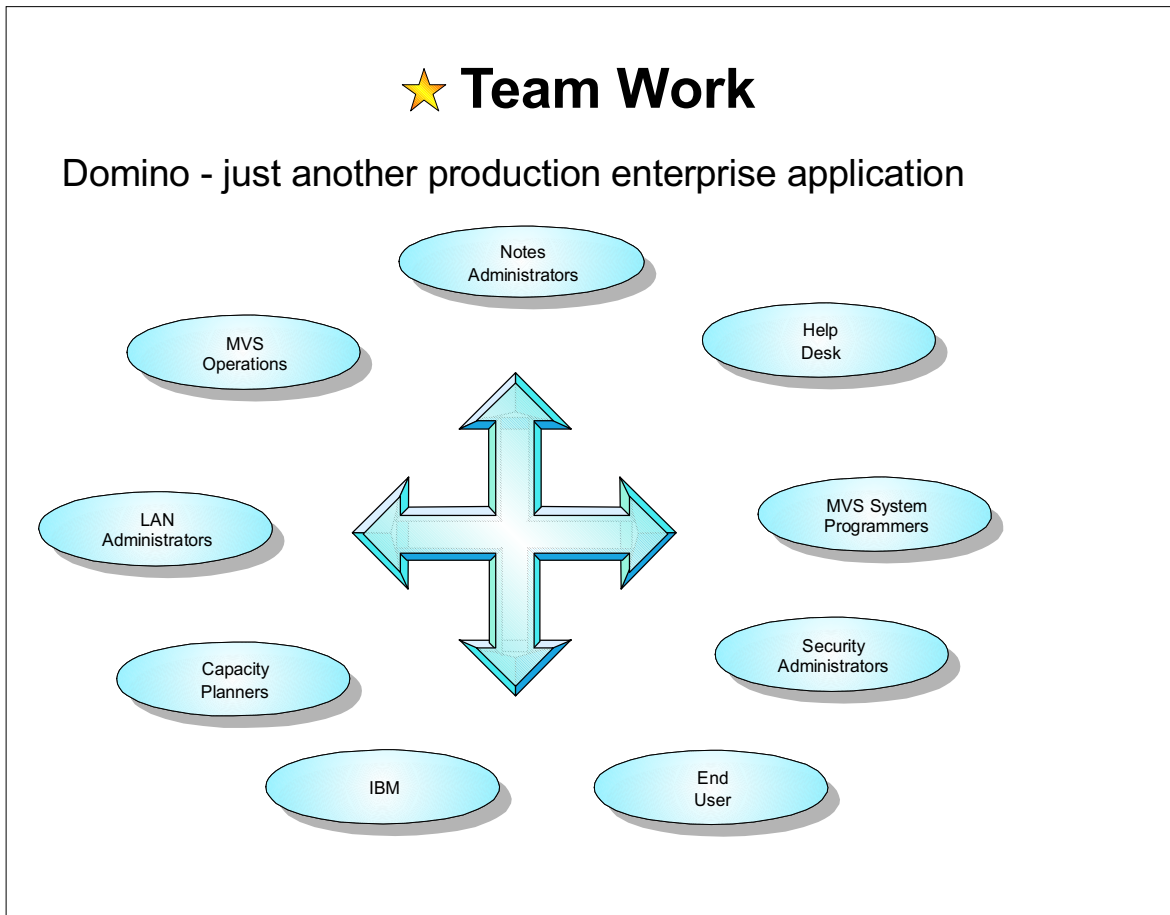 Team Work
Domino - just another production enterprise application
Notes
Administrators
Help
Desk
MVS
Operations
MVS System
Programmers
LAN
Administrators
Security
Administrators
Capacity
Planners
IBM
End
User